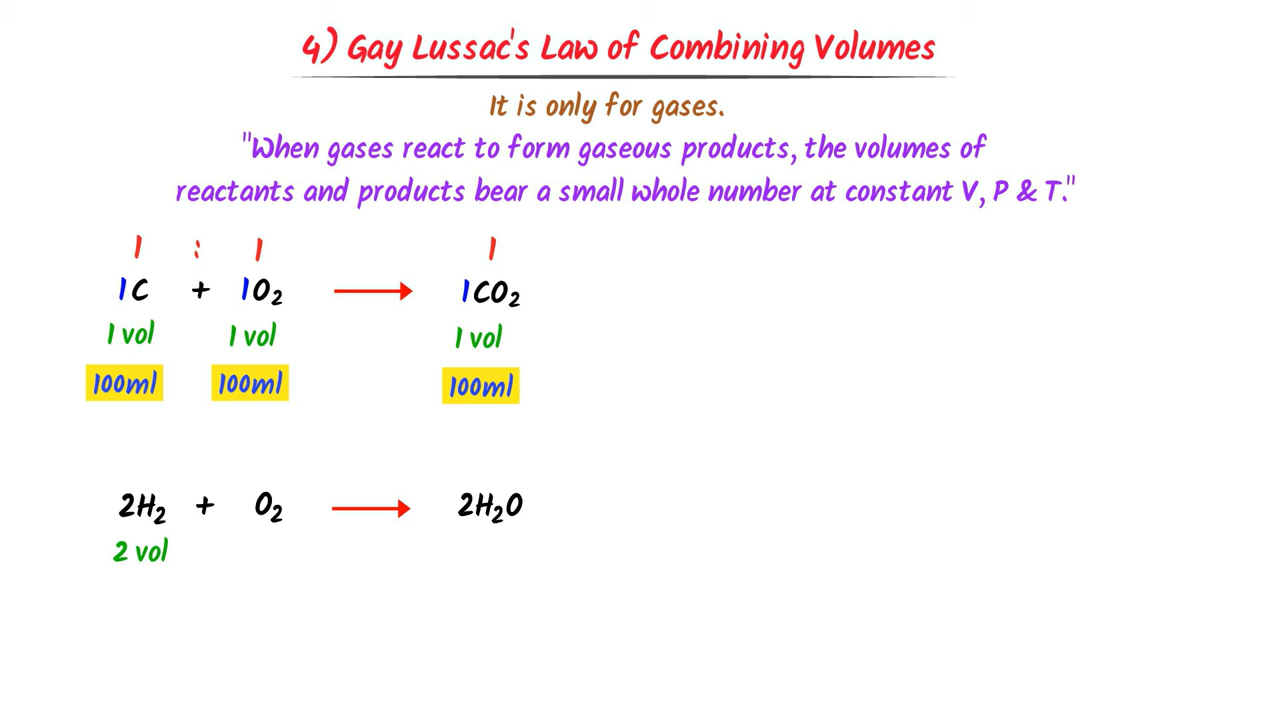 4) Gay Lussac's Law of Combining Volumes
It is only for gases.
"When gases react to form gaseous products, the volumes of
reactants and products bear a small whole number at constant V, P & T."
1 : 1 1
1C + 1O₂ ⟶ 1CO₂
1 vol 1 vol 1 vol
100ml 100ml 100ml
2H₂ + O₂ ⟶ 2H₂O
2 vol